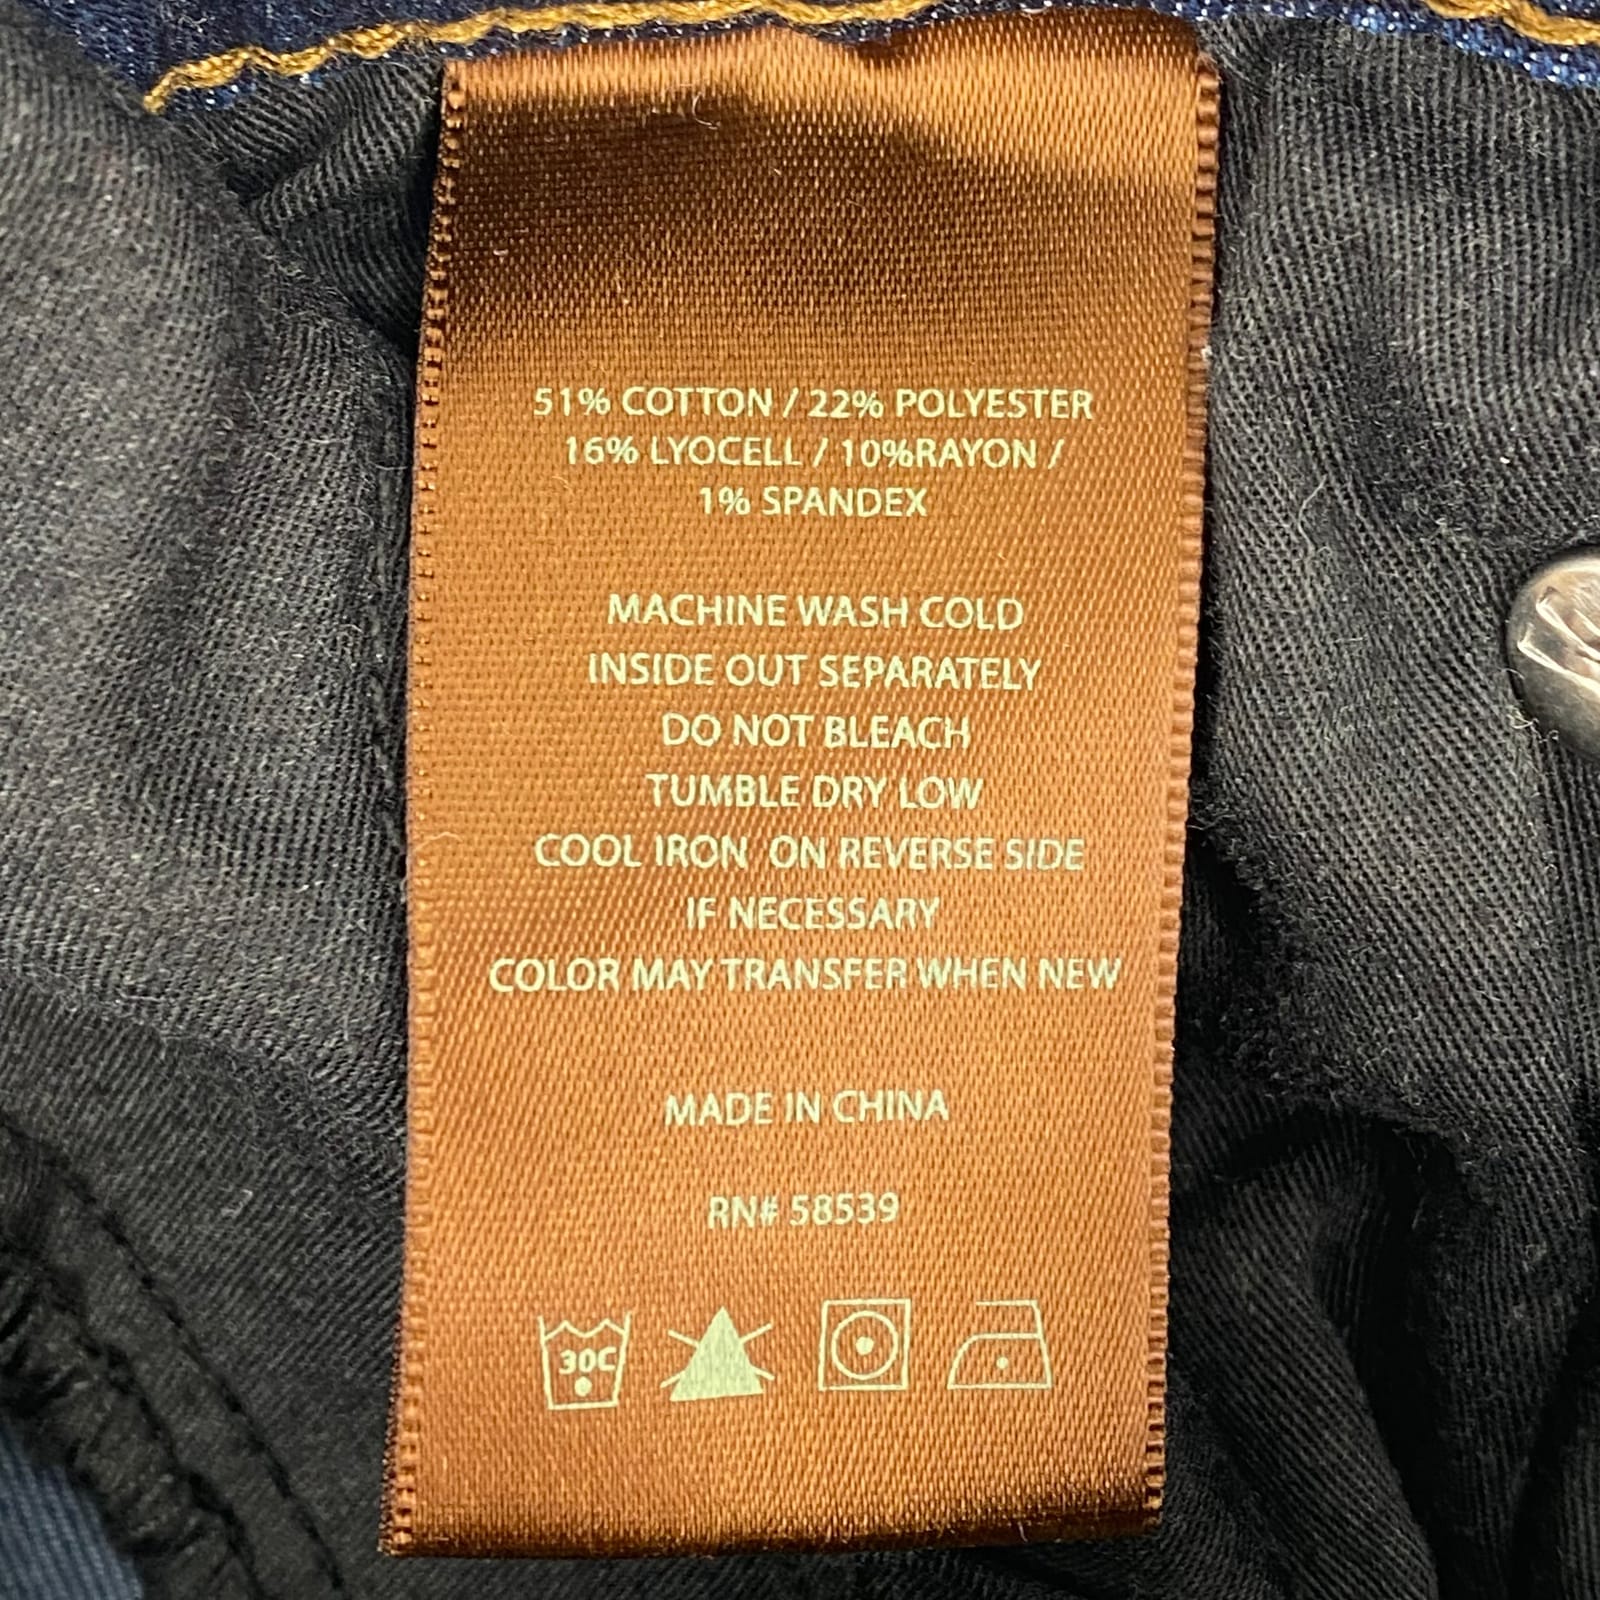 51% COTTON / 22% POLYESTER
16% LYOCELL / 10%RAYON /
1% SPANDEX
MACHINE WASH COLD
INSIDE OUT SEPARATELY
DO NOT BLEACH
TUMBLE DRY LOW
COOL IRON ON REVERSE SIDE
IF NECESSARY
COLOR MAY TRANSFER WHEN NEW
MADE IN CHINA
RN# 58539
30C